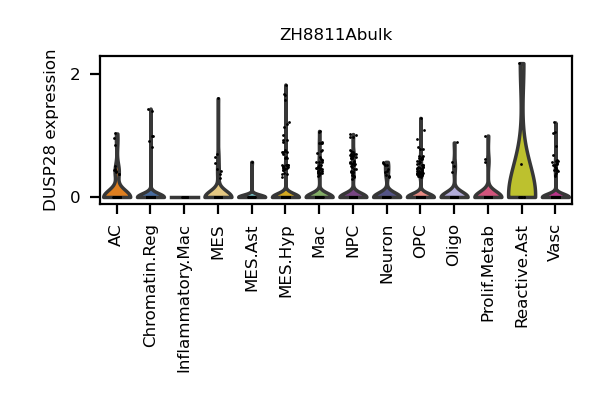 ZH8811Abulk
DUSP28 expression
2
0
AC
Chromatin.Reg
Inflammatory.Mac
MES
MES.Ast
MES.Hyp
Mac
NPC
Neuron
OPC
Oligo
Prolif.Metab
Reactive.Ast
Vasc